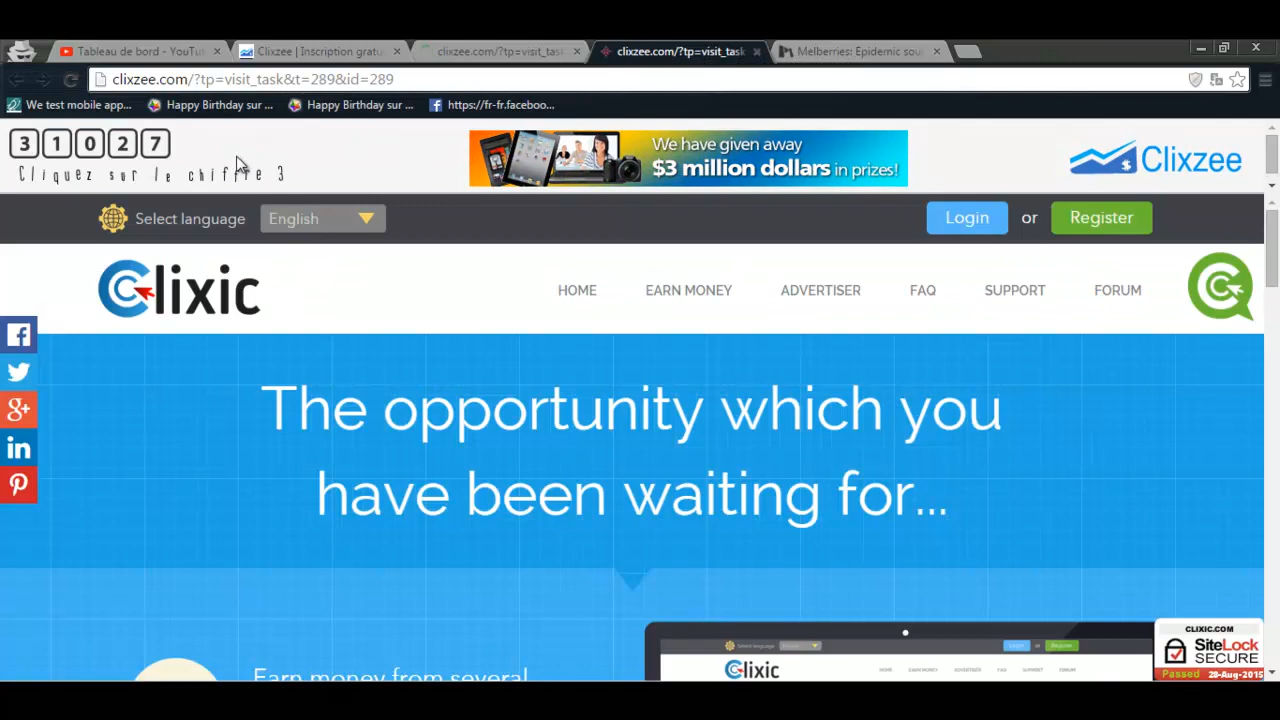 Tableau de bord - YouTu
Clixzee | Inscription gratu
clixzee.com/?tp=visit_task
clixzee.com/?tp=visit_task
Melberries: Epidemic sou
clixzee.com/?tp=visit_task&t=289&id=289
We test mobile app...
Happy Birthday sur ...
Happy Birthday sur ...
https://fr-fr.faceboo...
3 1 0 2 7
Cliquez sur le chiffre 3
We have given away
$3 million dollars in prizes!
Clixzee
Select language
English
Login or Register
Clixic
HOME
EARN MONEY
ADVERTISER
FAQ
SUPPORT
FORUM
The opportunity which you
have been waiting for...
Earn money from several
Select language
Clixic
CLIXIC.COM
SiteLock
SECURE
Passed 28-Aug-2015